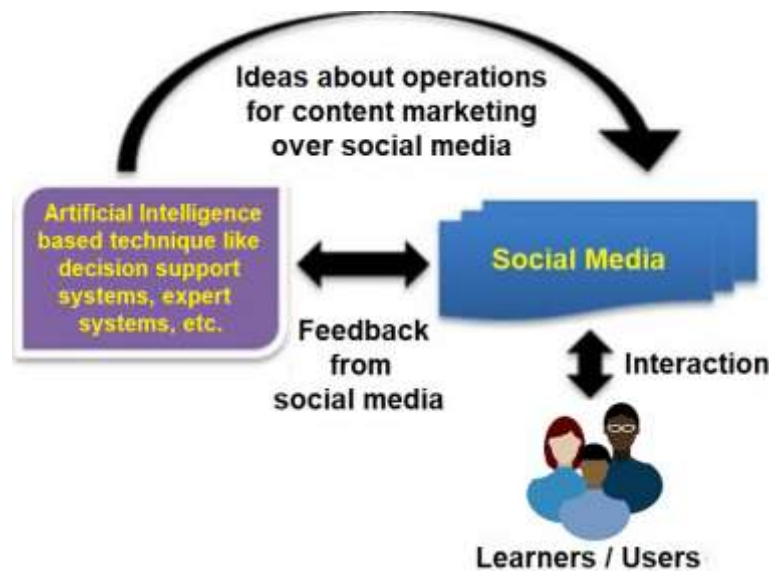 Ideas about operations
for content marketing
over social media
Artificial Intelligence
based technique like
decision support
systems, expert
systems, etc.
Social Media
Feedback
from
social media
Interaction
Learners / Users